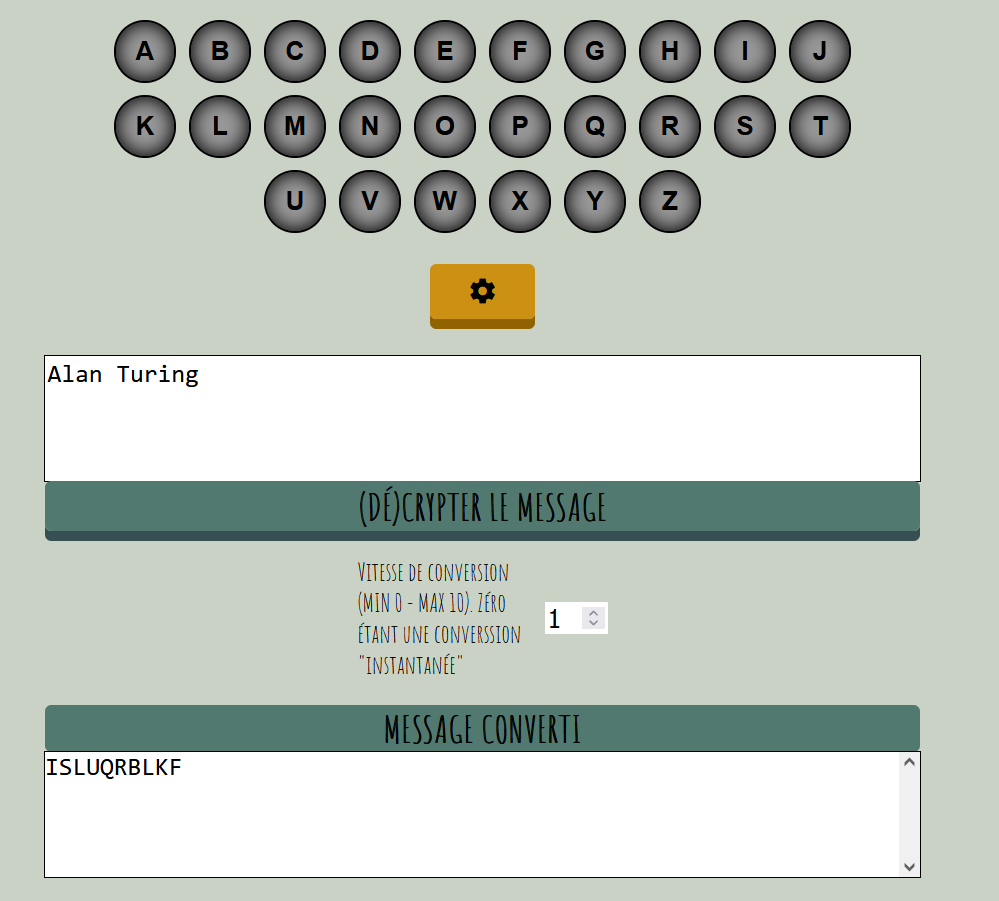 A B C D E F G H I J
K L M N O P Q R S T
U V W X Y Z
Alan Turing
(DÉ)CRYPTER LE MESSAGE
VITESSE DE CONVERSION
(MIN 0 - MAX 10). ZÉRO
ÉTANT UNE CONVERSSION
"INSTANTANÉE"
1
MESSAGE CONVERTI
ISLUQRBLKF